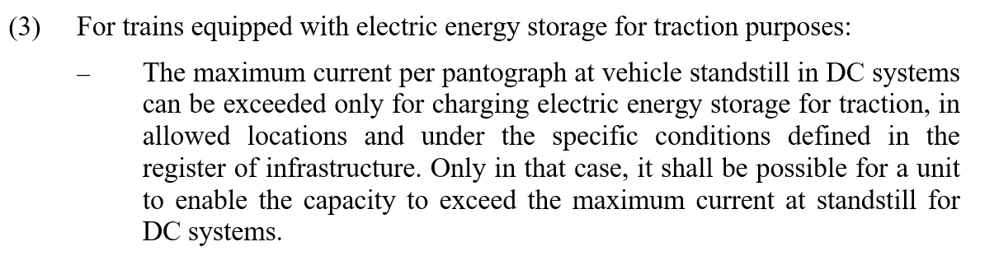 (3) For trains equipped with electric energy storage for traction purposes:
– The maximum current per pantograph at vehicle standstill in DC systems
can be exceeded only for charging electric energy storage for traction, in
allowed locations and under the specific conditions defined in the
register of infrastructure. Only in that case, it shall be possible for a unit
to enable the capacity to exceed the maximum current at standstill for
DC systems.